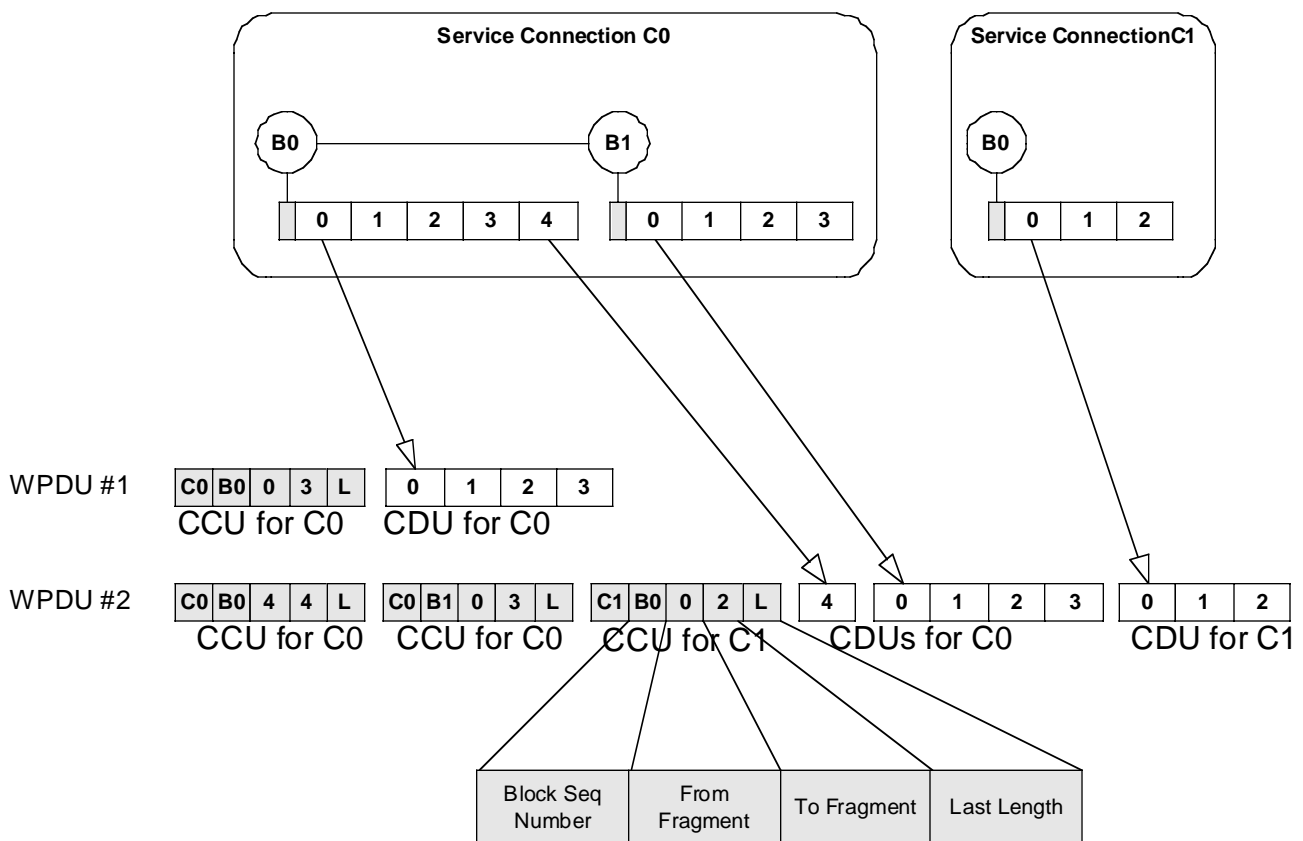 Service Connection C0
Service ConnectionC1
B0 B1 B0
0 1 2 3 4 0 1 2 3 0 1 2
WPDU #1 C0 B0 0 3 L 0 1 2 3
CCU for C0 CDU for C0
WPDU #2 C0 B0 4 4 L C0 B1 0 3 L C1 B0 0 2 L 4 0 1 2 3 0 1 2
CCU for C0 CCU for C0 CCU for C1 CDUs for C0 CDU for C1
Block Seq
Number
From
Fragment
To Fragment
Last Length